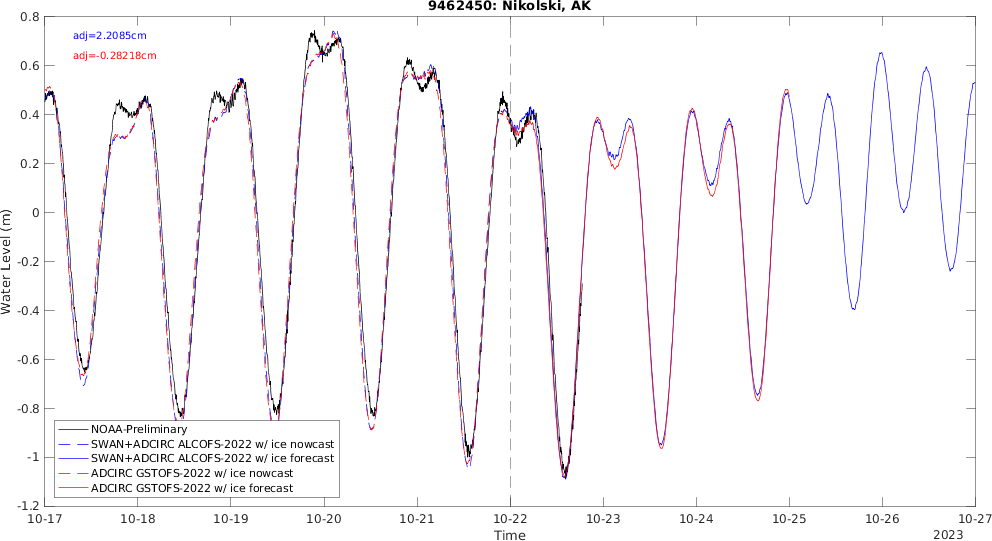 9462450: Nikolski, AK
adj=2.2085cm
adj=-0.28218cm
Water Level (m)
0.8
0.6
0.4
0.2
0
-0.2
-0.4
-0.6
-0.8
-1
-1.2
NOAA-Preliminary
SWAN+ADCIRC ALCOFS-2022 w/ ice nowcast
SWAN+ADCIRC ALCOFS-2022 w/ ice forecast
ADCIRC GSTOFS-2022 w/ ice nowcast
ADCIRC GSTOFS-2022 w/ ice forecast
10-17 10-18 10-19 10-20 10-21 10-22 10-23 10-24 10-25 10-26 10-27
Time
2023